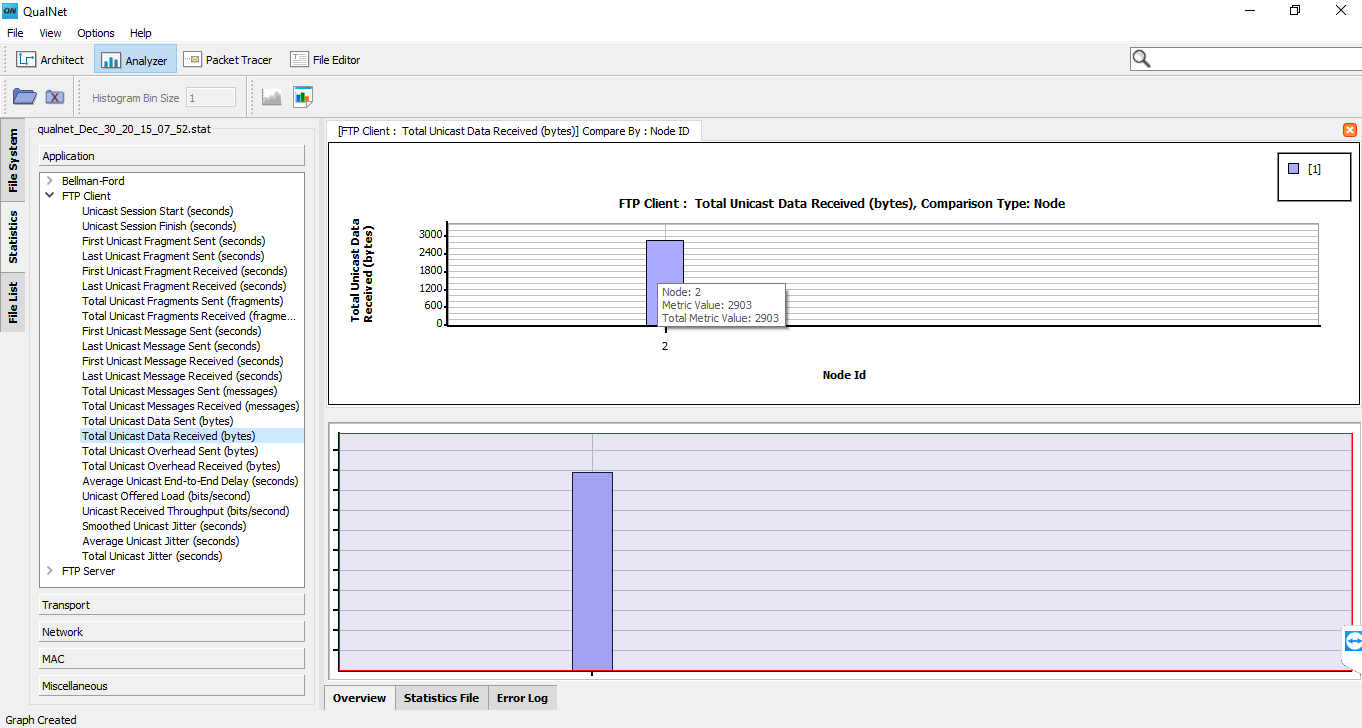 QN QualNet
File View Options Help
Architect Analyzer Packet Tracer File Editor
Histogram Bin Size 1
File System
Statistics
File List
qualnet_Dec_30_20_15_07_52.stat
Application
Bellman-Ford
FTP Client
Unicast Session Start (seconds)
Unicast Session Finish (seconds)
First Unicast Fragment Sent (seconds)
Last Unicast Fragment Sent (seconds)
First Unicast Fragment Received (seconds)
Last Unicast Fragment Received (seconds)
Total Unicast Fragments Sent (fragments)
Total Unicast Fragments Received (fragme...
First Unicast Message Sent (seconds)
Last Unicast Message Sent (seconds)
First Unicast Message Received (seconds)
Last Unicast Message Received (seconds)
Total Unicast Messages Sent (messages)
Total Unicast Messages Received (messages)
Total Unicast Data Sent (bytes)
Total Unicast Data Received (bytes)
Total Unicast Overhead Sent (bytes)
Total Unicast Overhead Received (bytes)
Average Unicast End-to-End Delay (seconds)
Unicast Offered Load (bits/second)
Unicast Received Throughput (bits/second)
Smoothed Unicast Jitter (seconds)
Average Unicast Jitter (seconds)
Total Unicast Jitter (seconds)
FTP Server
Transport
Network
MAC
Miscellaneous
[FTP Client : Total Unicast Data Received (bytes)] Compare By : Node ID
[1]
FTP Client : Total Unicast Data Received (bytes), Comparison Type: Node
Total Unicast Data
Received (bytes)
3000
2400
1800
1200
600
0
Node: 2
Metric Value: 2903
Total Metric Value: 2903
2
Node Id
Overview Statistics File Error Log
Graph Created